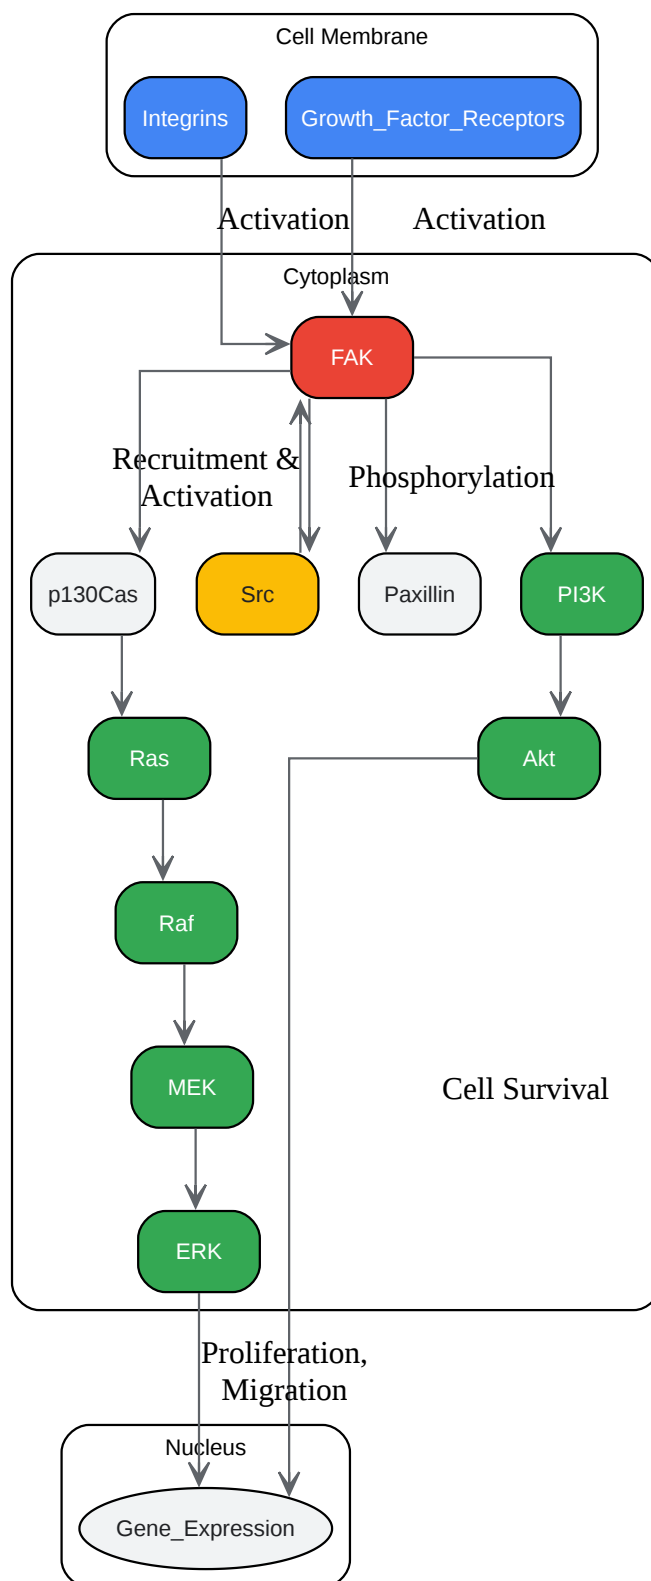 Cell Membrane
Integrins
Growth_Factor_Receptors
Activation
Activation
Cytoplasm
FAK
Recruitment &
Activation
Phosphorylation
p130Cas
Src
Paxillin
PI3K
Ras
Akt
Raf
MEK
Cell Survival
ERK
Proliferation,
Migration
Nucleus
Gene_Expression